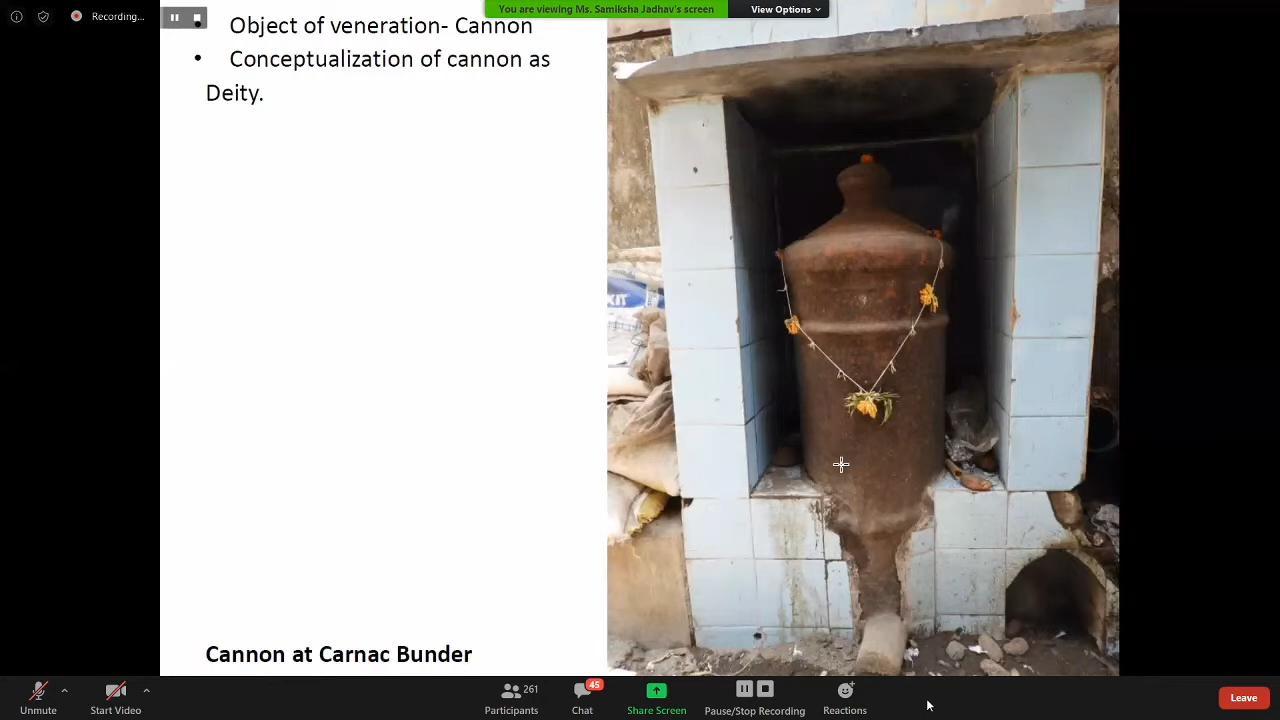 You are viewing Ms. Samiksha Jadhav's screen
View Options
Recording...
• Object of veneration- Cannon
• Conceptualization of cannon as
Deity.
Cannon at Carnac Bunder
Unmute
Start Video
261
Participants
45
Chat
Share Screen
Pause/Stop Recording
Reactions
Leave